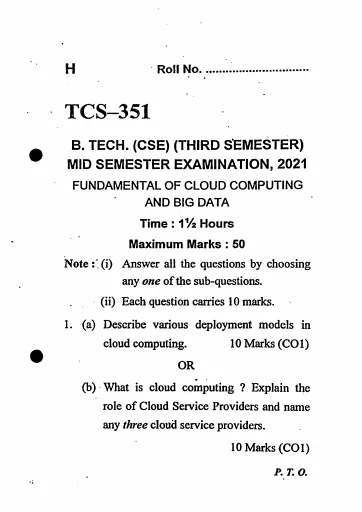 H Roll No. ...............................
TCS–351
B. TECH. (CSE) (THIRD SEMESTER)
MID SEMESTER EXAMINATION, 2021
FUNDAMENTAL OF CLOUD COMPUTING
AND BIG DATA
Time : 1½ Hours
Maximum Marks : 50
Note : (i) Answer all the questions by choosing
any one of the sub-questions.
(ii) Each question carries 10 marks.
1. (a) Describe various deployment models in
cloud computing. 10 Marks (CO1)
OR
(b) What is cloud computing ? Explain the
role of Cloud Service Providers and name
any three cloud service providers.
10 Marks (CO1)
P. T. O.